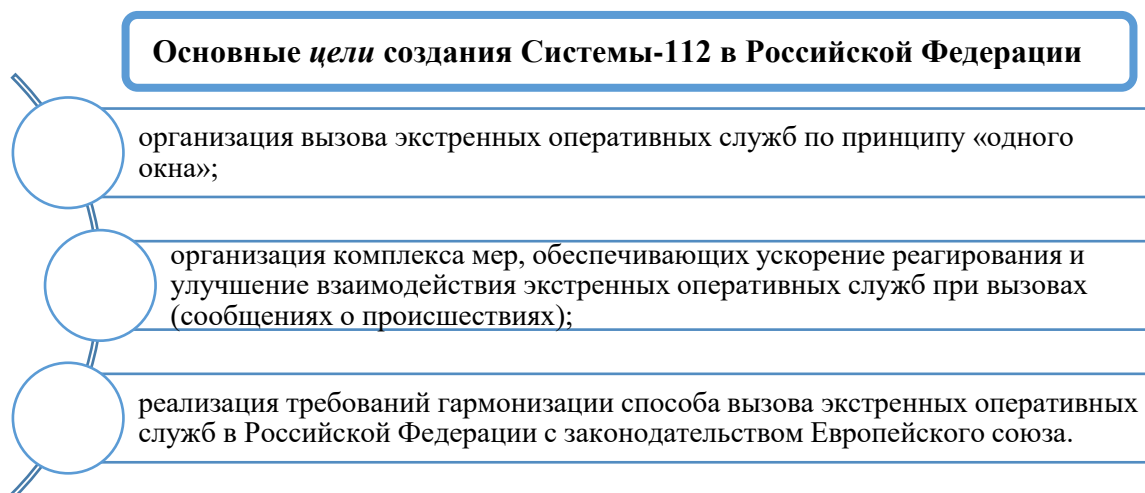 Основные цели создания Системы-112 в Российской Федерации
организация вызова экстренных оперативных служб по принципу «одного
окна»;
организация комплекса мер, обеспечивающих ускорение реагирования и
улучшение взаимодействия экстренных оперативных служб при вызовах
(сообщениях о происшествиях);
реализация требований гармонизации способа вызова экстренных оперативных
служб в Российской Федерации с законодательством Европейского союза.